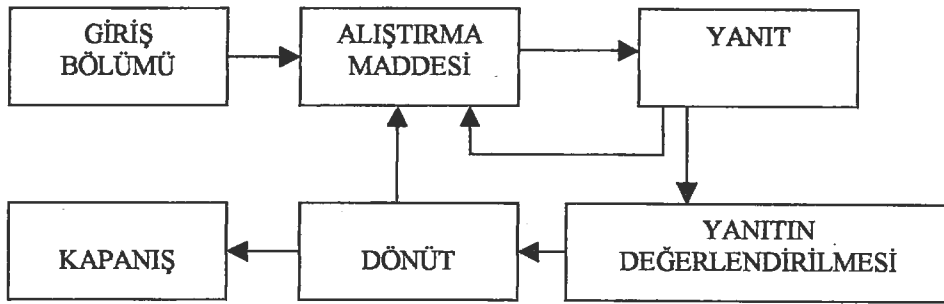 GİRİŞ
BÖLÜMÜ
ALIŞTIRMA
MADDESİ
YANIT
KAPANIŞ
DÖNÜT
YANITIN
DEĞERLENDİRİLMESİ